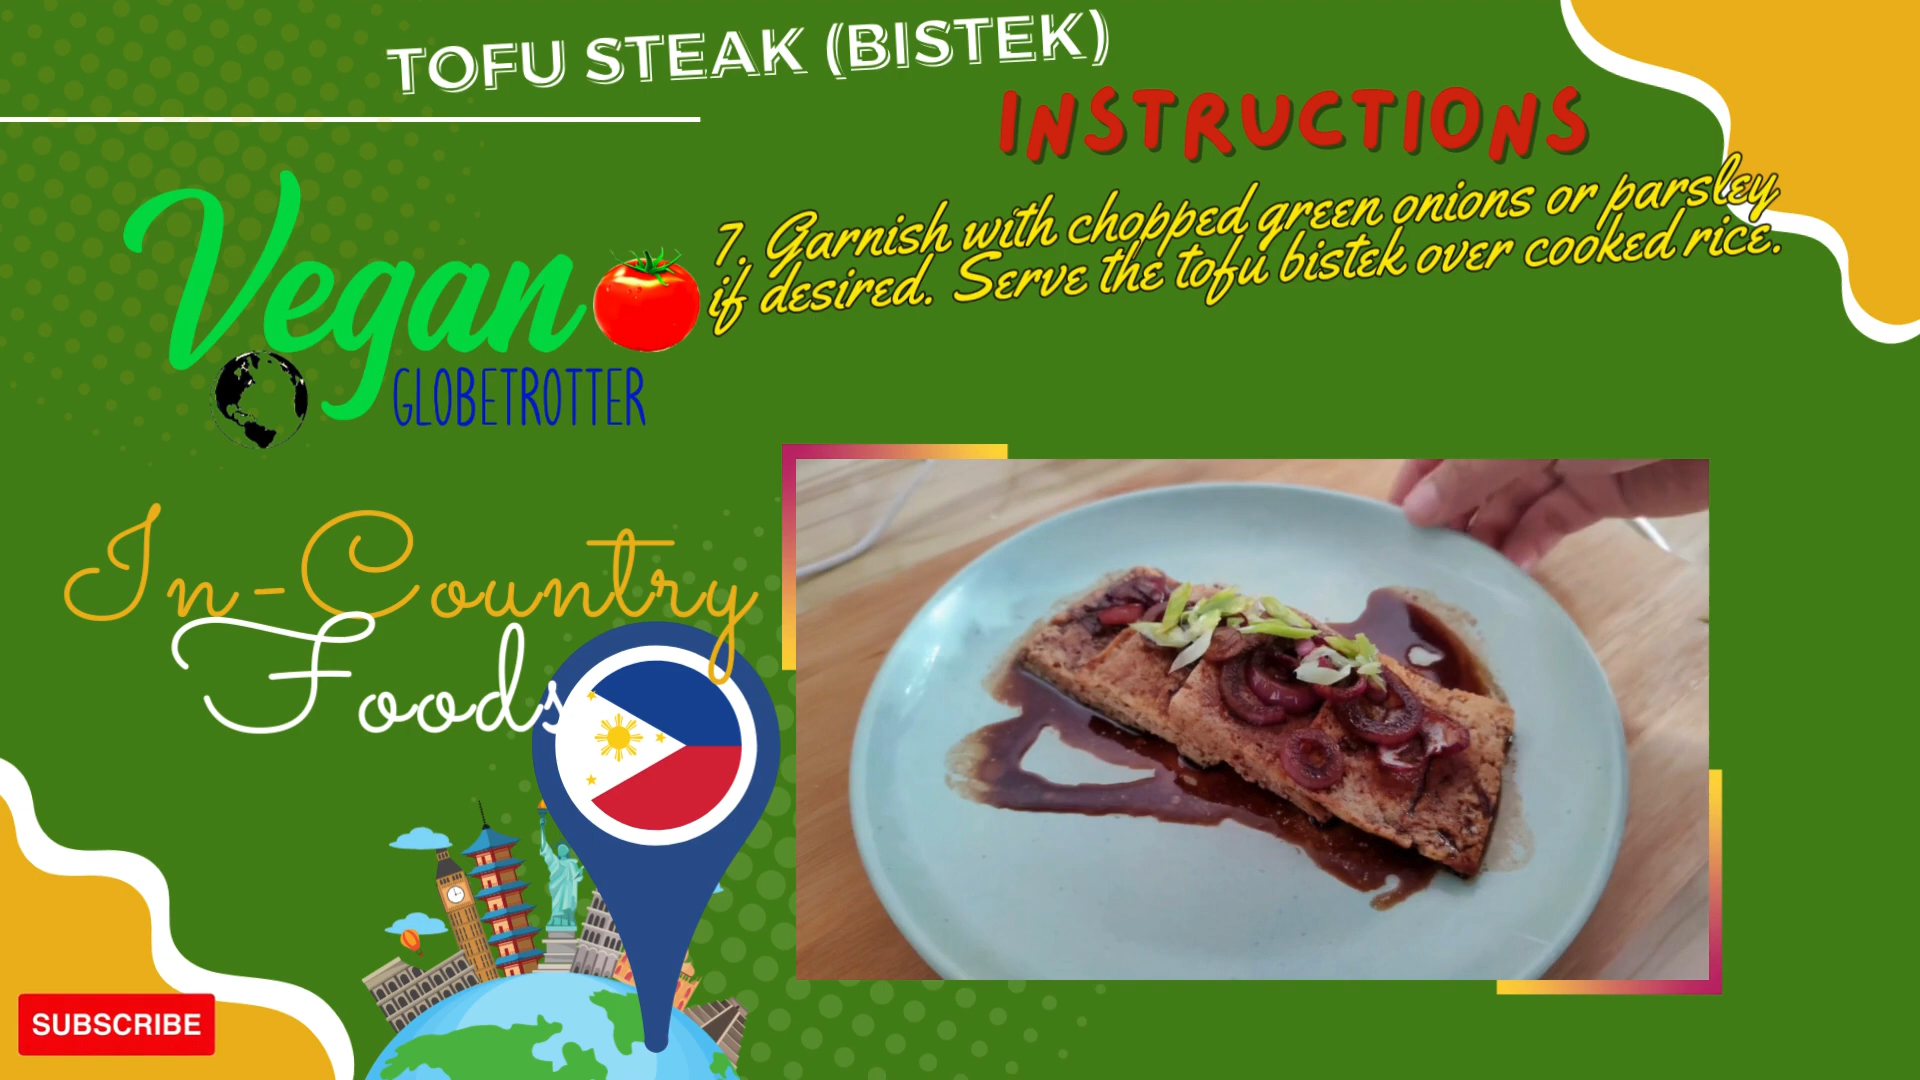 TOFU STEAK (BISTEK)
INSTRUCTIONS
7. Garnish with chopped green onions or parsley
if desired. Serve the tofu bistek over cooked rice.
Vegan
GLOBETROTTER
In-Country
Foods
SUBSCRIBE